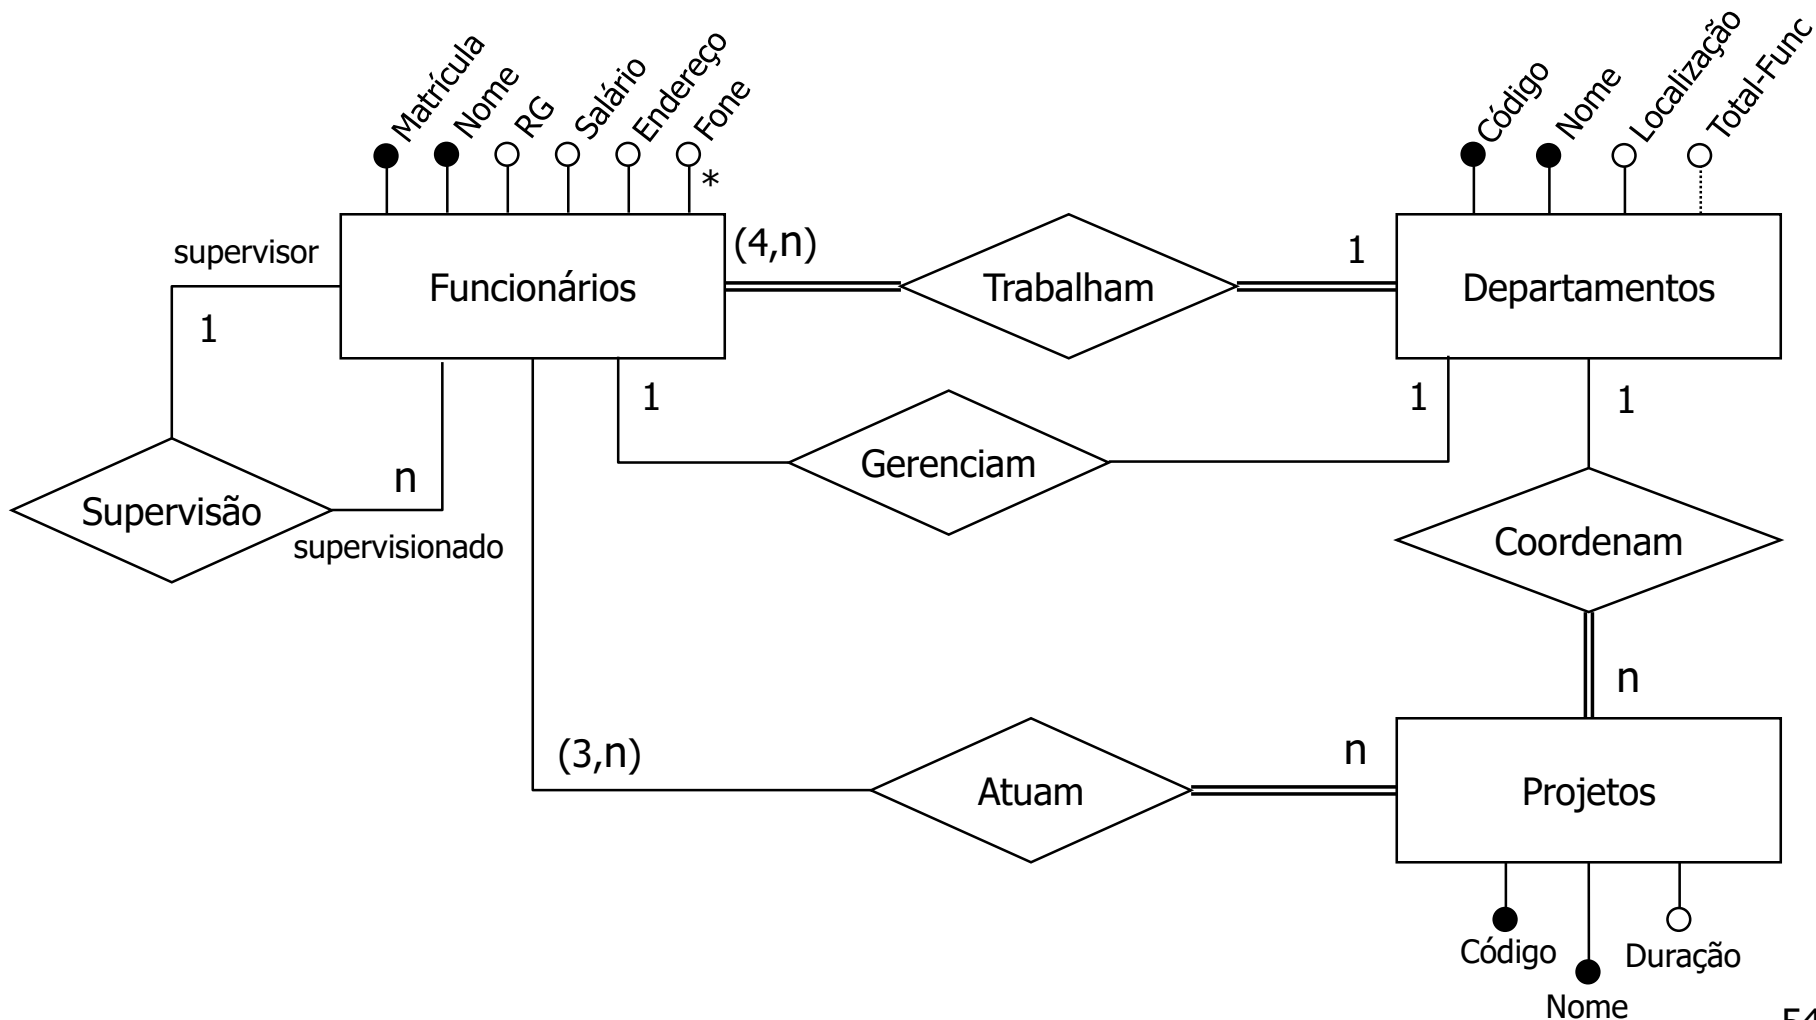 Matrícula
Nome
RG
Salário
Endereço
Fone
*
Código
Nome
Localização
Total-Func
supervisor
Funcionários
(4,n)
Trabalham
1
Departamentos
1
1
Gerenciam
1
1
Supervisão
n
supervisionado
Coordenam
n
(3,n)
Atuam
n
Projetos
Código
Duração
Nome